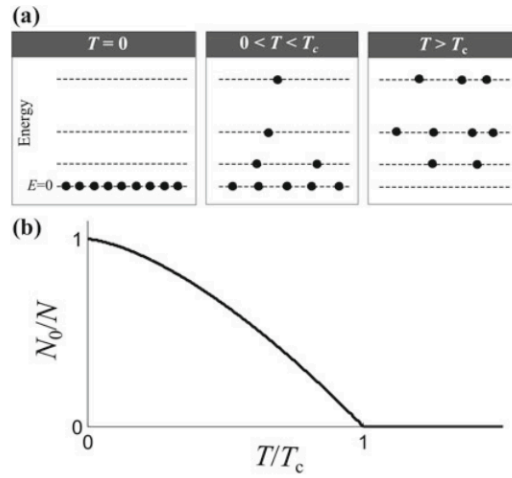 (a)
T = 0
0 < T < Tc
T > Tc
Energy
E=0
(b)
1
N0/N
0
0
1
T/Tc